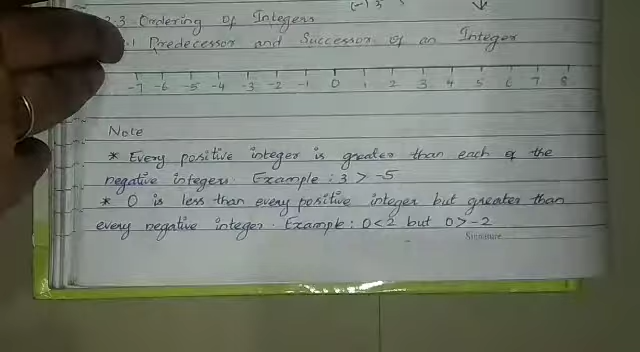 2.3 Ordering of Integers
.1 Predecessor and Successor of an Integer
-7 -6 -5 -4 -3 -2 -1 0 1 2 3 4 5 6 7 8
Note
* Every positive integer is greater than each of the
negative integers. Example : 3 > -5
* 0 is less than every positive integer but greater than
every negative integer. Example : 0<2 but 0>-2
Signature